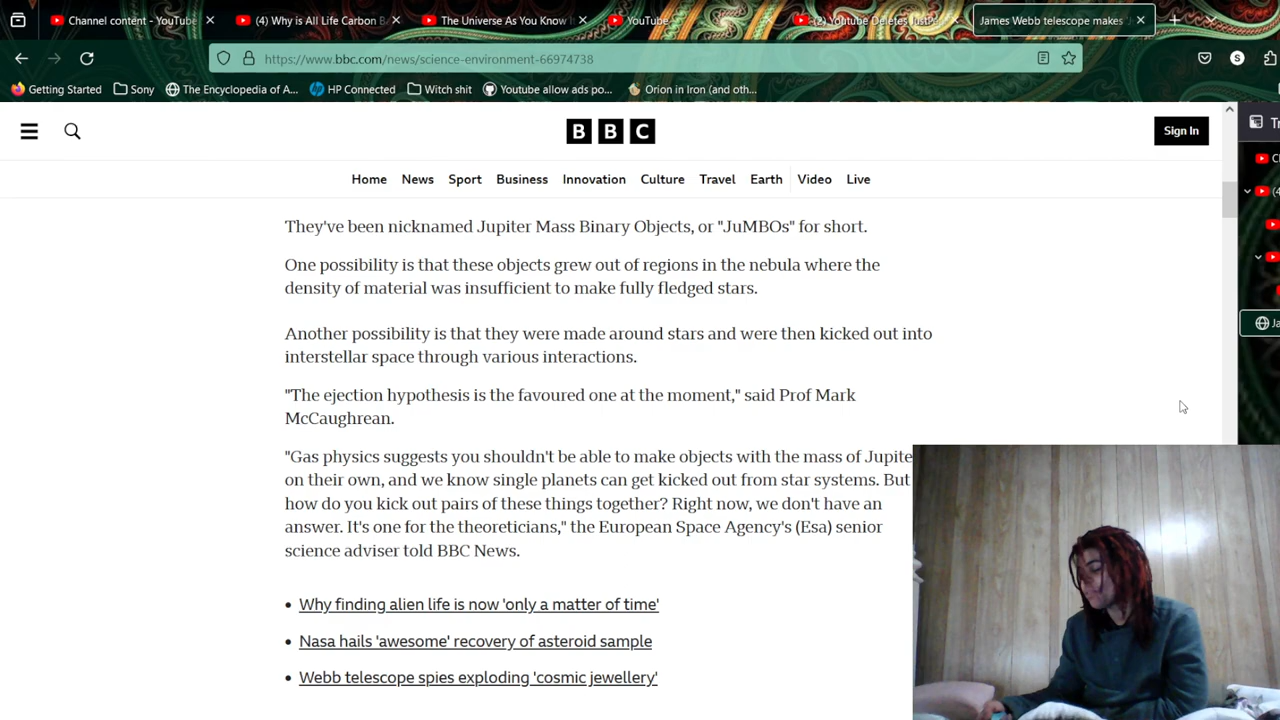 Channel content - YouTube
(4) Why is All Life Carbon B
The Universe As You Know I
YouTube
(2) Youtube Deletes JustPe
James Webb telescope makes
https://www.bbc.com/news/science-environment-66974738
S
Getting Started
Sony
The Encyclopedia of A...
HP Connected
Witch shit
Youtube allow ads po...
Orion in Iron (and oth...
BBC
Sign In
Tr
Home News Sport Business Innovation Culture Travel Earth Video Live
(4
Ja
They've been nicknamed Jupiter Mass Binary Objects, or "JuMBOs" for short.
One possibility is that these objects grew out of regions in the nebula where the
density of material was insufficient to make fully fledged stars.
Another possibility is that they were made around stars and were then kicked out into
interstellar space through various interactions.
"The ejection hypothesis is the favoured one at the moment," said Prof Mark
McCaughrean.
"Gas physics suggests you shouldn't be able to make objects with the mass of Jupite
on their own, and we know single planets can get kicked out from star systems. But
how do you kick out pairs of these things together? Right now, we don't have an
answer. It's one for the theoreticians," the European Space Agency's (Esa) senior
science adviser told BBC News.
• Why finding alien life is now 'only a matter of time'
• Nasa hails 'awesome' recovery of asteroid sample
• Webb telescope spies exploding 'cosmic jewellery'